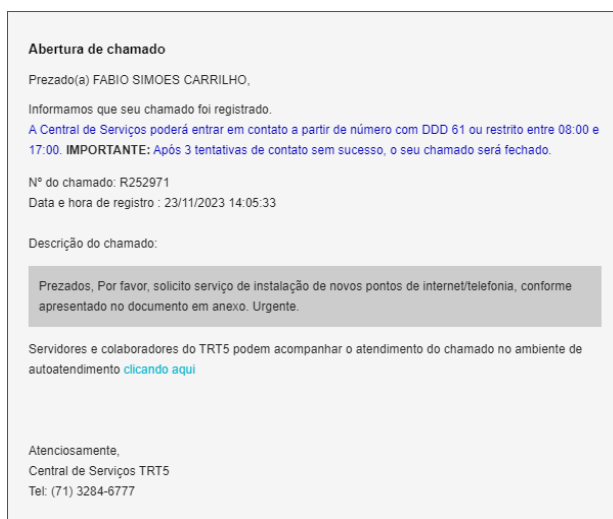 Abertura de chamado
Prezado(a) FABIO SIMOES CARRILHO,
Informamos que seu chamado foi registrado.
A Central de Serviços poderá entrar em contato a partir de número com DDD 61 ou restrito entre 08:00 e
17:00. IMPORTANTE: Após 3 tentativas de contato sem sucesso, o seu chamado será fechado.
Nº do chamado: R252971
Data e hora de registro : 23/11/2023 14:05:33
Descrição do chamado:
Prezados, Por favor, solicito serviço de instalação de novos pontos de internet/telefonia, conforme
apresentado no documento em anexo. Urgente.
Servidores e colaboradores do TRT5 podem acompanhar o atendimento do chamado no ambiente de
autoatendimento clicando aqui
Atenciosamente,
Central de Serviços TRT5
Tel: (71) 3284-6777